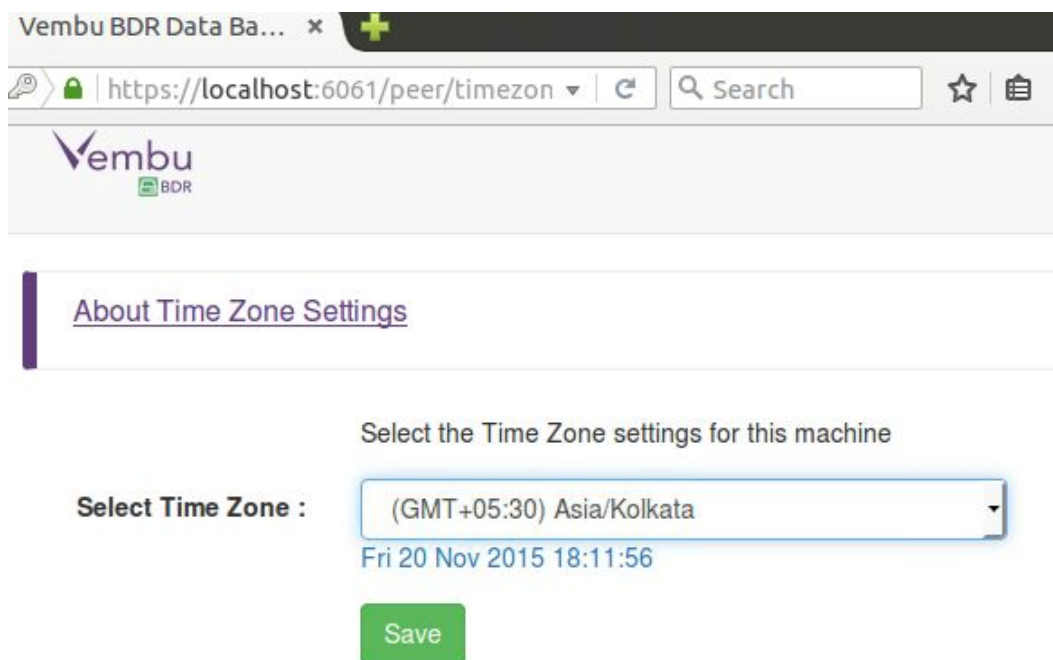 Vembu BDR Data Ba... ×
https://localhost:6061/peer/timezon
Search
Vembu
BDR
About Time Zone Settings
Select the Time Zone settings for this machine
Select Time Zone :
(GMT+05:30) Asia/Kolkata
Fri 20 Nov 2015 18:11:56
Save